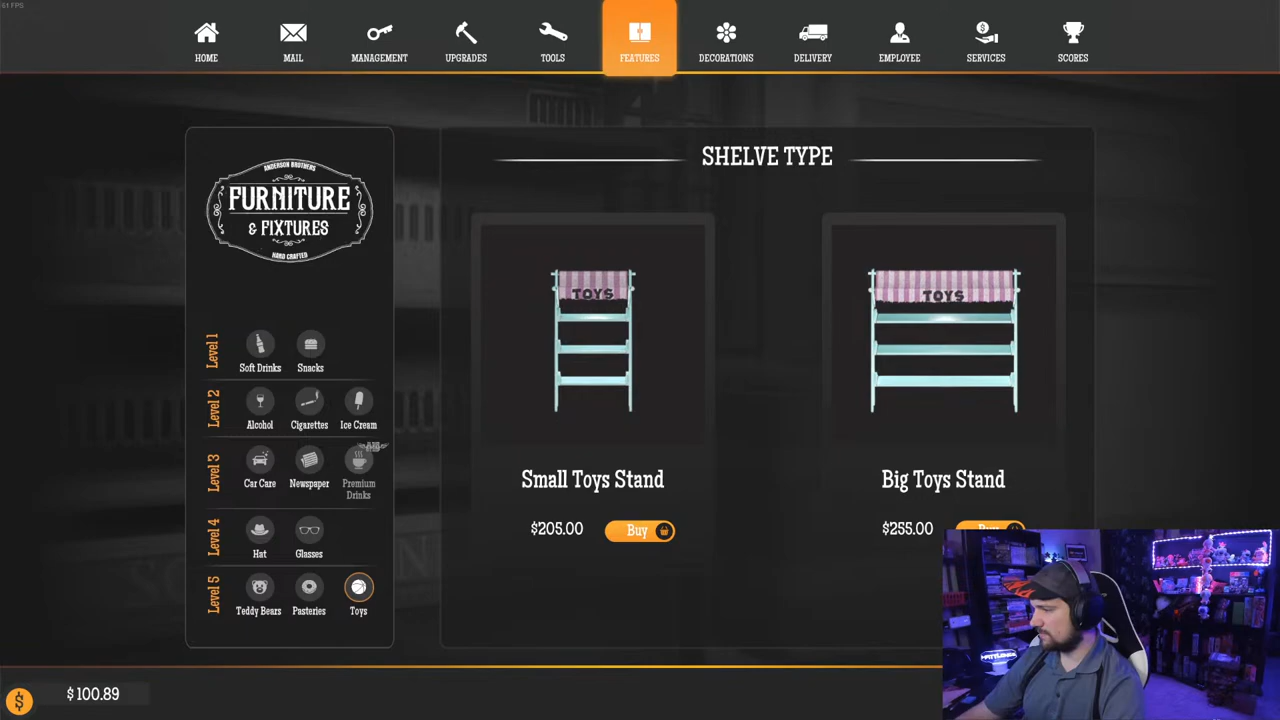 61 FPS
HOME
MAIL
MANAGEMENT
UPGRADES
TOOLS
FEATURES
DECORATIONS
DELIVERY
EMPLOYEE
SERVICES
SCORES
ANDERSON BROTHERS
FURNITURE
& FIXTURES
HAND CRAFTED
SHELVE TYPE
TOYS
TOYS
Level 1
Soft Drinks
Snacks
Level 2
Alcohol
Cigarettes
Ice Cream
Level 3
Car Care
Newspaper
Premium
Drinks
Level 4
Hat
Glasses
Level 5
Teddy Bears
Pasteries
Toys
Small Toys Stand
$205.00
Buy
Big Toys Stand
$255.00
Buy
$100.89